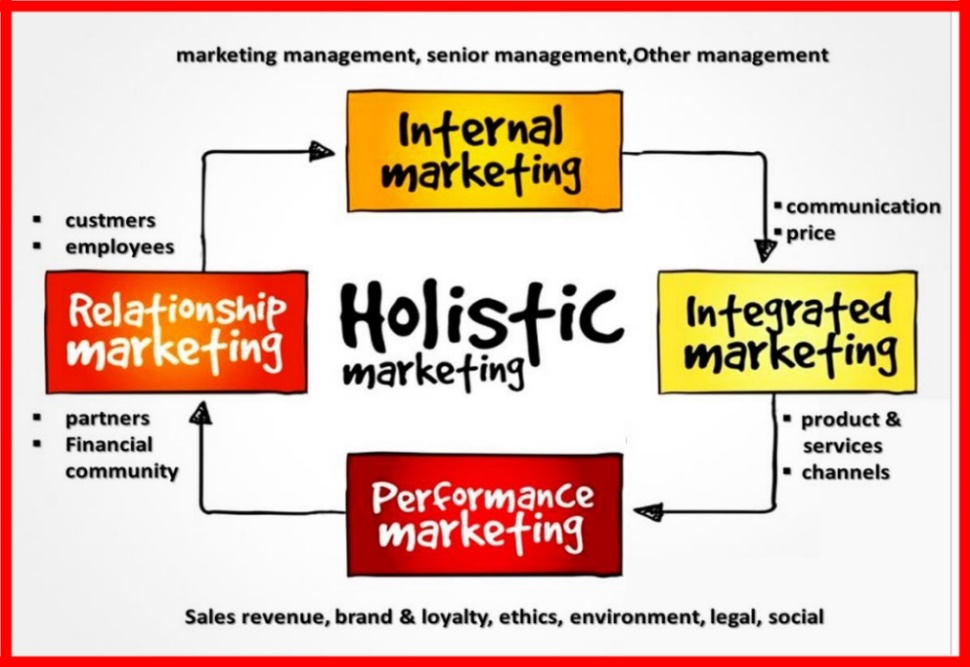 marketing management, senior management,Other management
Internal
marketing
▪ communication
▪ price
▪ custmers
▪ employees
Relationship
marketing
Holistic
marketing
Integrated
marketing
▪ partners
▪ Financial
community
▪ product &
services
▪ channels
Performance
marketing
Sales revenue, brand & loyalty, ethics, environment, legal, social